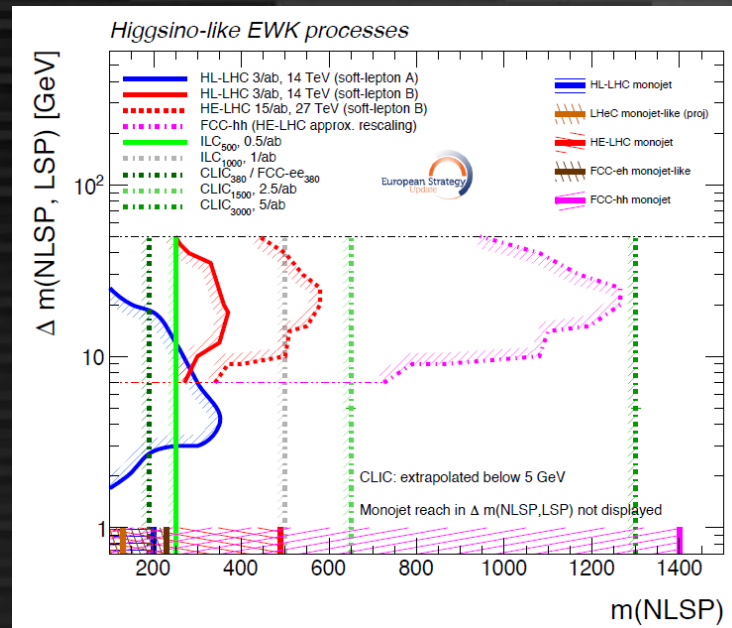 Higgsino-like EWK processes
Δ m(NLSP, LSP) [GeV]
HL-LHC 3/ab, 14 TeV (soft-lepton A)
HL-LHC 3/ab, 14 TeV (soft-lepton B)
HE-LHC 15/ab, 27 TeV (soft-lepton B)
FCC-hh (HE-LHC approx. rescaling)
ILC500, 0.5/ab
ILC1000, 1/ab
CLIC380 / FCC-ee380
CLIC1500, 2.5/ab
CLIC3000, 5/ab
HL-LHC monojet
LHeC monojet-like (proj)
HE-LHC monojet
FCC-eh monojet-like
FCC-hh monojet
European Strategy
Update
10²
10
1
CLIC: extrapolated below 5 GeV
Monojet reach in Δ m(NLSP,LSP) not displayed
200 400 600 800 1000 1200 1400
m(NLSP)